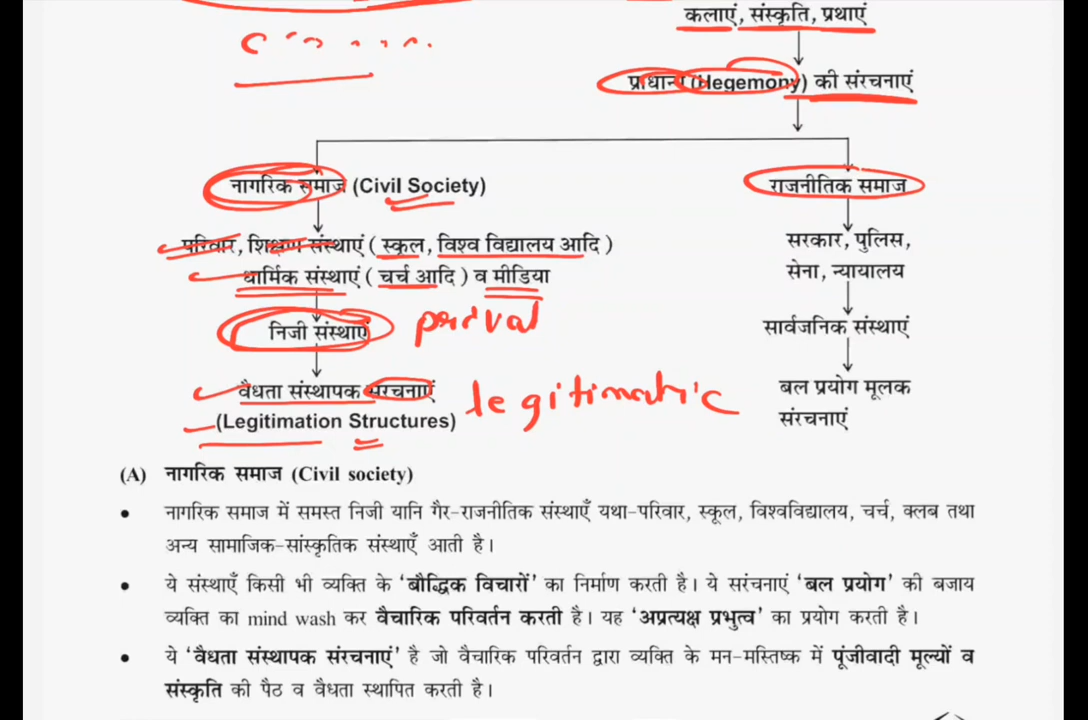 कलाएं, संस्कृति, प्रथाएं
प्राधान्य (Hegemony) की संरचनाएं
नागरिक समाज (Civil Society)
राजनीतिक समाज
परिवार, शिक्षण संस्थाएं ( स्कूल, विश्व विद्यालय आदि )
धार्मिक संस्थाएं ( चर्च आदि ) व मीडिया
सरकार, पुलिस,
सेना, न्यायालय
निजी संस्थाएं
prival
सार्वजनिक संस्थाएं
वैधता संस्थापक संरचनाएं
(Legitimation Structures)
legitimatric
बल प्रयोग मूलक
संरचनाएं
(A) नागरिक समाज (Civil society)
• नागरिक समाज में समस्त निजी यानि गैर-राजनीतिक संस्थाएँ यथा-परिवार, स्कूल, विश्वविद्यालय, चर्च, क्लब तथा
अन्य सामाजिक-सांस्कृतिक संस्थाएँ आती है।
• ये संस्थाएँ किसी भी व्यक्ति के 'बौद्धिक विचारों' का निर्माण करती है। ये सरंचनाएं 'बल प्रयोग' की बजाय
व्यक्ति का mind wash कर वैचारिक परिवर्तन करती है। यह 'अप्रत्यक्ष प्रभुत्व' का प्रयोग करती है।
• ये 'वैधता संस्थापक संरचनाएं' है जो वैचारिक परिवर्तन द्वारा व्यक्ति के मन-मस्तिष्क में पूंजीवादी मूल्यों व
संस्कृति की पैठ व वैधता स्थापित करती है।